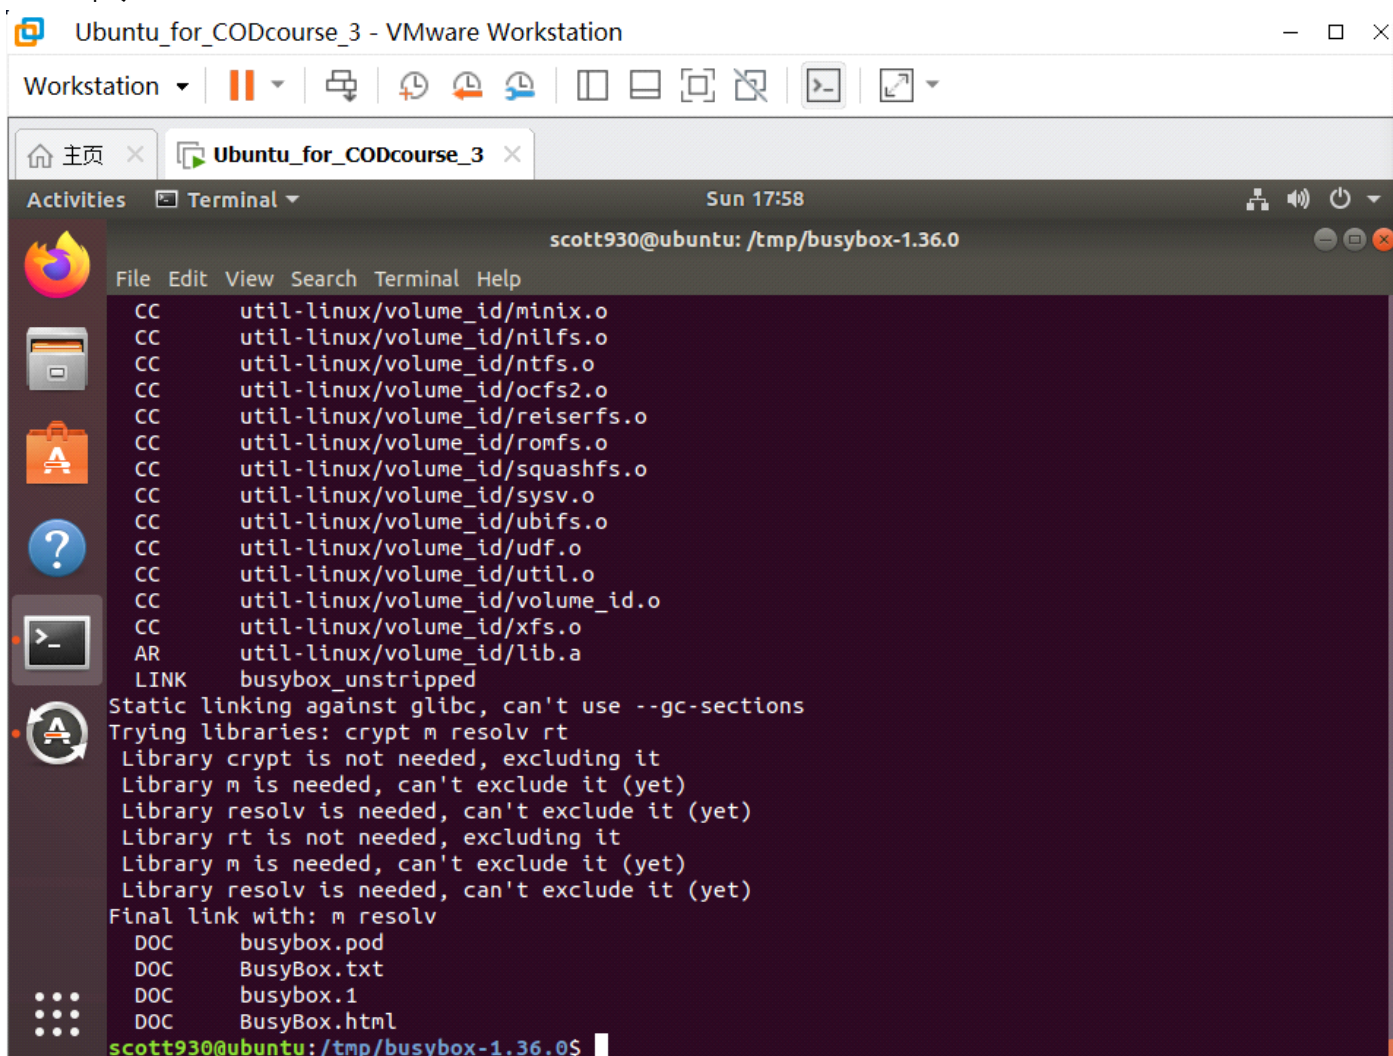 Ubuntu_for_CODcourse_3 - VMware Workstation
Workstation
主页
Ubuntu_for_CODcourse_3
Activities Terminal Sun 17:58
scott930@ubuntu: /tmp/busybox-1.36.0
File Edit View Search Terminal Help
CC util-linux/volume_id/minix.o
CC util-linux/volume_id/nilfs.o
CC util-linux/volume_id/ntfs.o
CC util-linux/volume_id/ocfs2.o
CC util-linux/volume_id/reiserfs.o
CC util-linux/volume_id/romfs.o
CC util-linux/volume_id/squashfs.o
CC util-linux/volume_id/sysv.o
CC util-linux/volume_id/ubifs.o
CC util-linux/volume_id/udf.o
CC util-linux/volume_id/util.o
CC util-linux/volume_id/volume_id.o
CC util-linux/volume_id/xfs.o
AR util-linux/volume_id/lib.a
LINK busybox_unstripped
Static linking against glibc, can't use --gc-sections
Trying libraries: crypt m resolv rt
Library crypt is not needed, excluding it
Library m is needed, can't exclude it (yet)
Library resolv is needed, can't exclude it (yet)
Library rt is not needed, excluding it
Library m is needed, can't exclude it (yet)
Library resolv is needed, can't exclude it (yet)
Final link with: m resolv
DOC busybox.pod
DOC BusyBox.txt
DOC busybox.1
DOC BusyBox.html
scott930@ubuntu:/tmp/busybox-1.36.0$